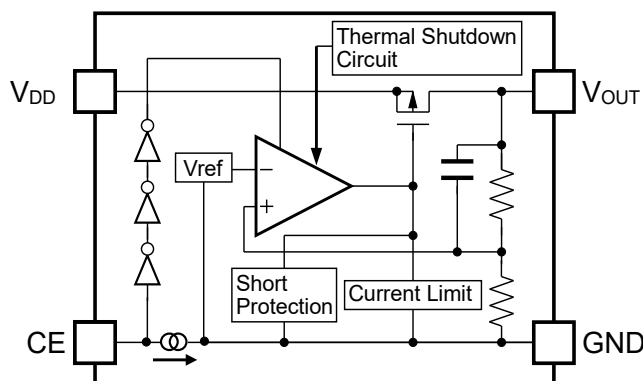 Thermal Shutdown
Circuit
VDD
VOUT
Vref
−
+
Short
Protection
Current Limit
CE
GND